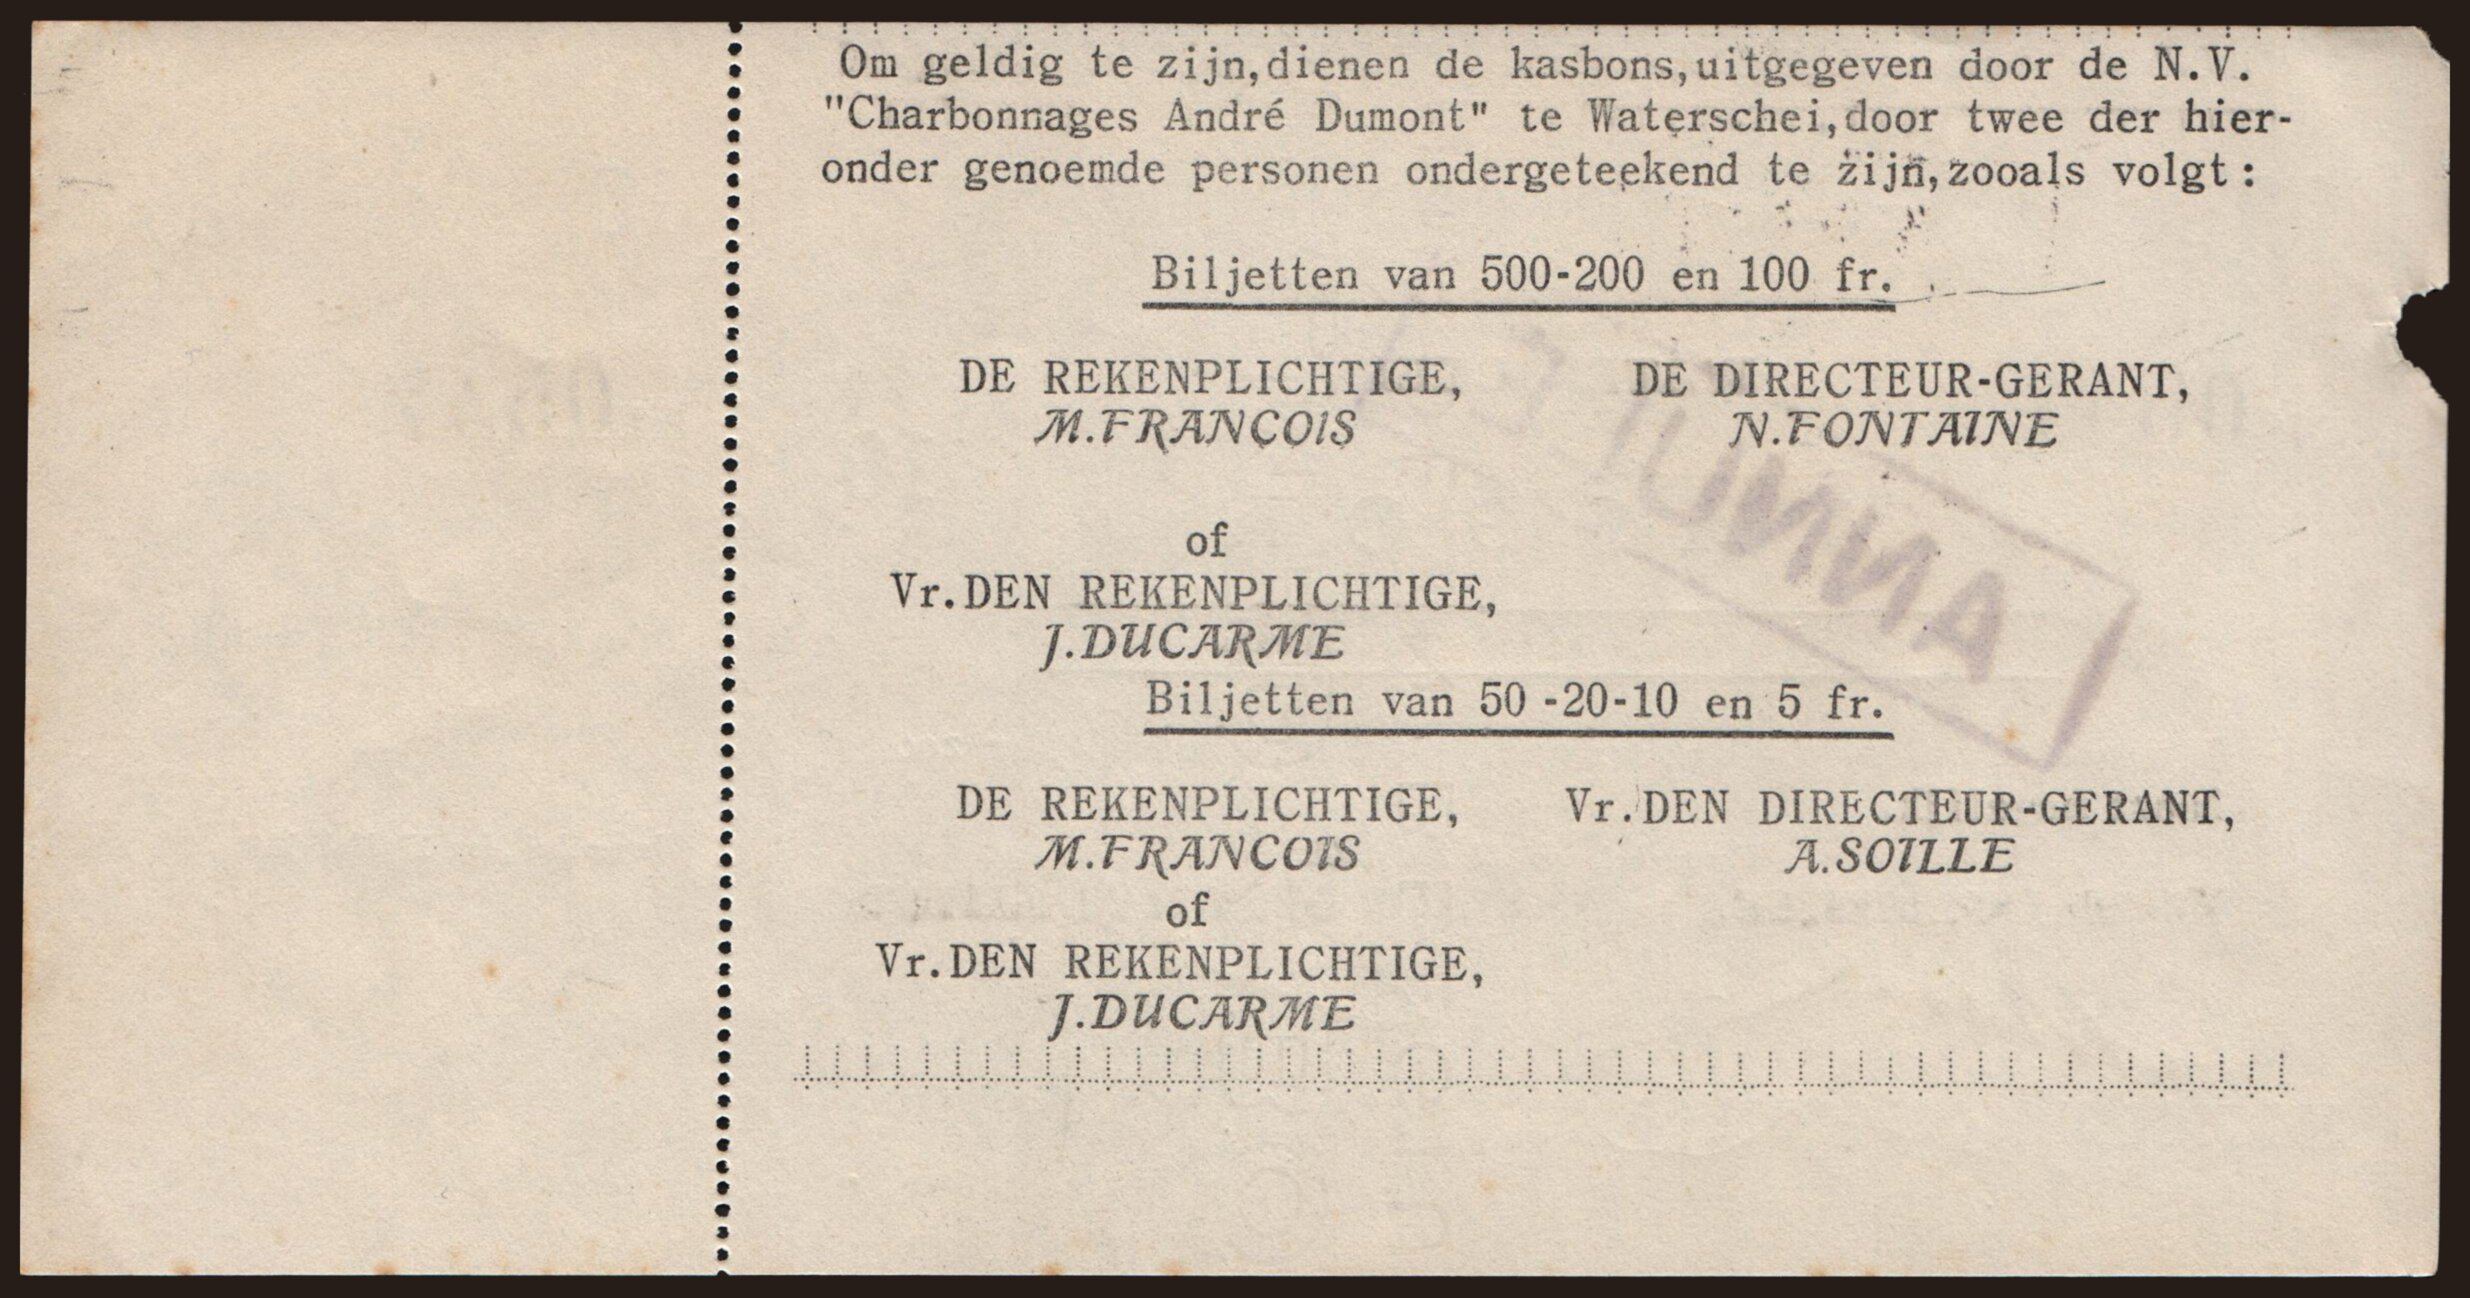 Om geldig te zijn, dienen de kasbons, uitgegeven door de N.V.
"Charbonnages André Dumont" te Waterschei, door twee der hier-
onder genoemde personen ondergeteekend te zijn, zooals volgt:
Biljetten van 500-200 en 100 fr.
DE REKENPLICHTIGE, DE DIRECTEUR-GERANT,
M. FRANÇOIS N. FONTAINE
of
Vr. DEN REKENPLICHTIGE,
J. DUCARME
Biljetten van 50 -20-10 en 5 fr.
DE REKENPLICHTIGE, Vr. DEN DIRECTEUR-GERANT,
M. FRANCOIS A. SOILLE
of
Vr. DEN REKENPLICHTIGE,
J. DUCARME